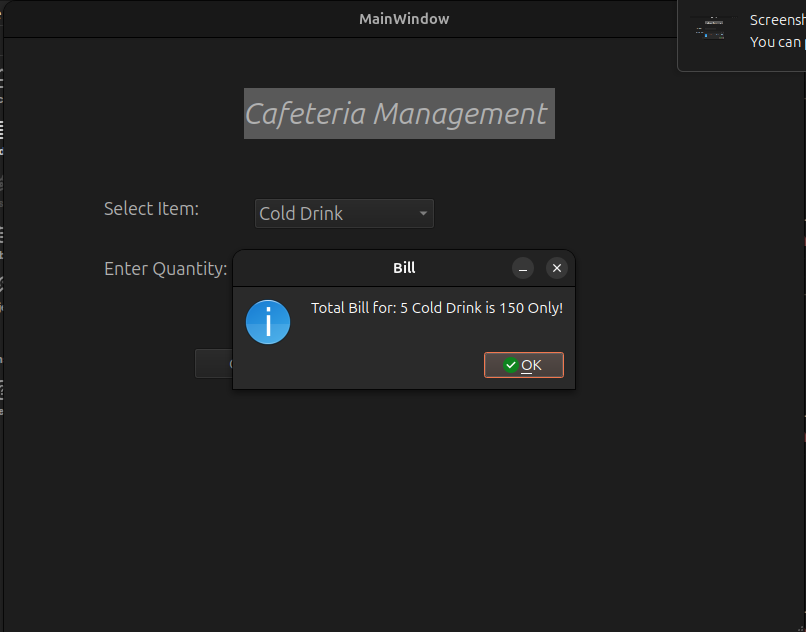 MainWindow
Screensh
You can
Cafeteria Management
Select Item:
Cold Drink
Enter Quantity:
Bill
Total Bill for: 5 Cold Drink is 150 Only!
OK